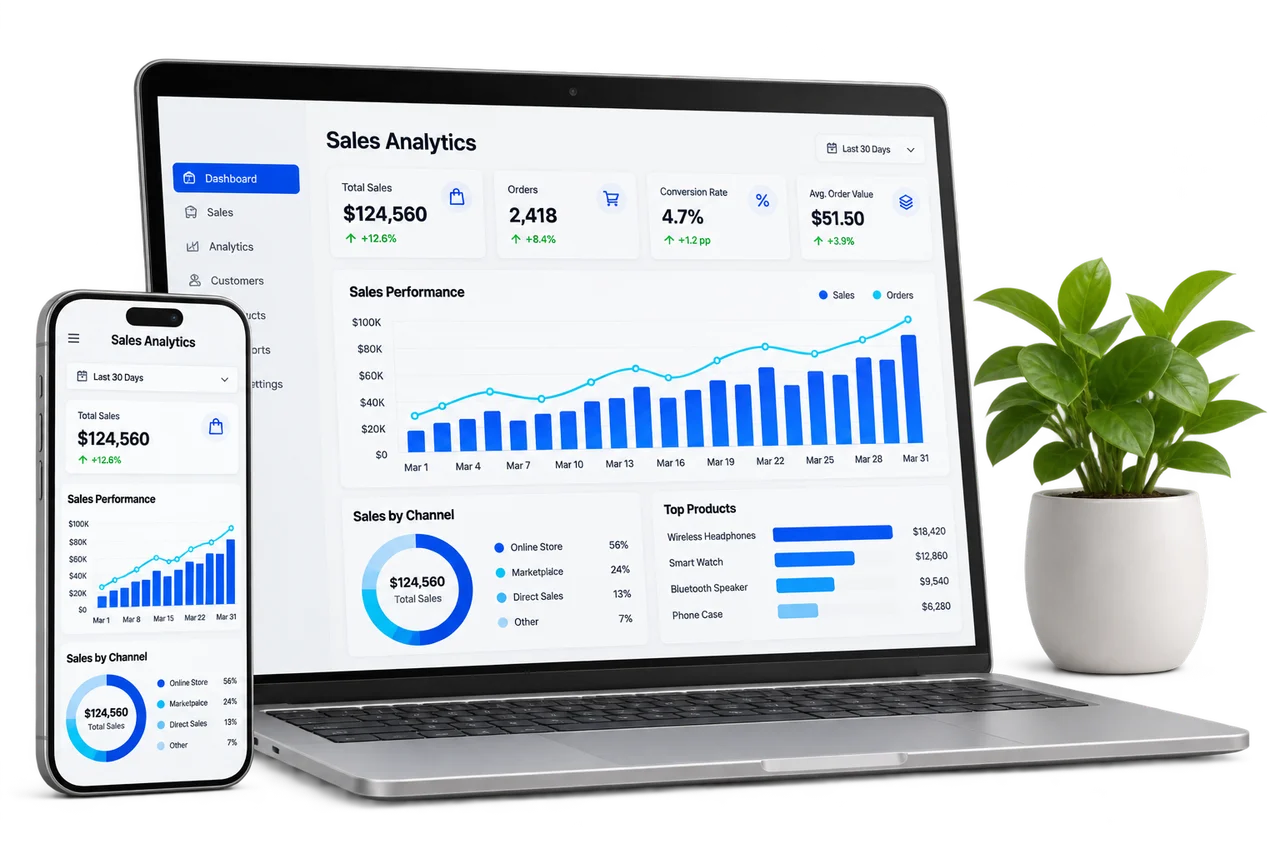 Sales Analytics
Last 30 Days
Dashboard
Sales
Analytics
Customers
ucts
orts
ettings
Total Sales
$124,560
+12.6%
Orders
2,418
+8.4%
Conversion Rate
%
4.7%
+1.2 pp
Avg. Order Value
$51.50
+3.9%
Sales Performance
Sales
Orders
$100K
$80K
$60K
$40K
$20K
$0
Mar 1 Mar 4 Mar 7 Mar 10 Mar 13 Mar 16 Mar 19 Mar 22 Mar 25 Mar 28 Mar 31
Sales by Channel
$124,560
Total Sales
Online Store 56%
Marketplace 24%
Direct Sales 13%
Other 7%
Top Products
Wireless Headphones $18,420
Smart Watch $12,860
Bluetooth Speaker $9,540
Phone Case $6,280
Sales Analytics
Last 30 Days
Total Sales
$124,560
+12.6%
Sales Performance
$100K
$80K
$60K
$40K
$20K
$0
Mar 1 Mar 8 Mar 15 Mar 22 Mar 31
Sales by Channel
$124,560
Total Sales
Online Store 56%
Marketplace 24%
Direct Sales 13%
Other 7%